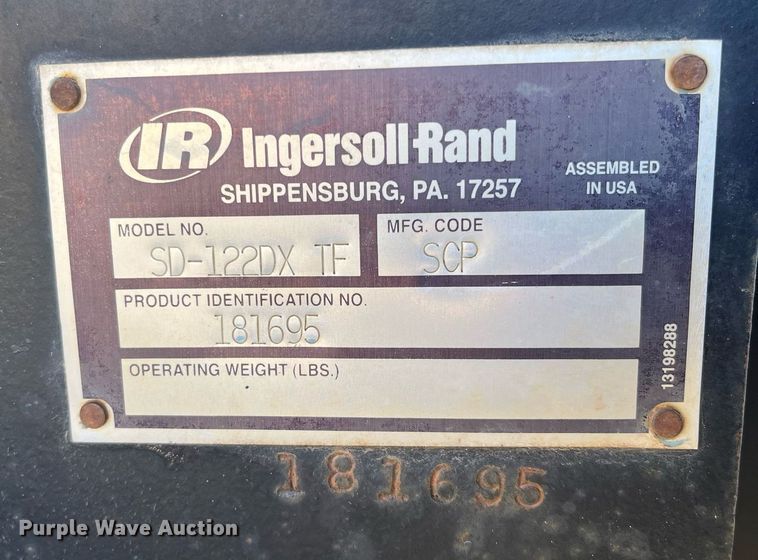 IR Ingersoll-Rand
SHIPPENSBURG, PA. 17257
ASSEMBLED
IN USA
MODEL NO.
SD-122DX TF
MFG. CODE
SCP
PRODUCT IDENTIFICATION NO.
181695
OPERATING WEIGHT (LBS.)
13198288
181695
Purple Wave Auction